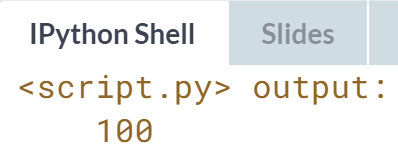 IPython Shell Slides
<script.py> output:
100